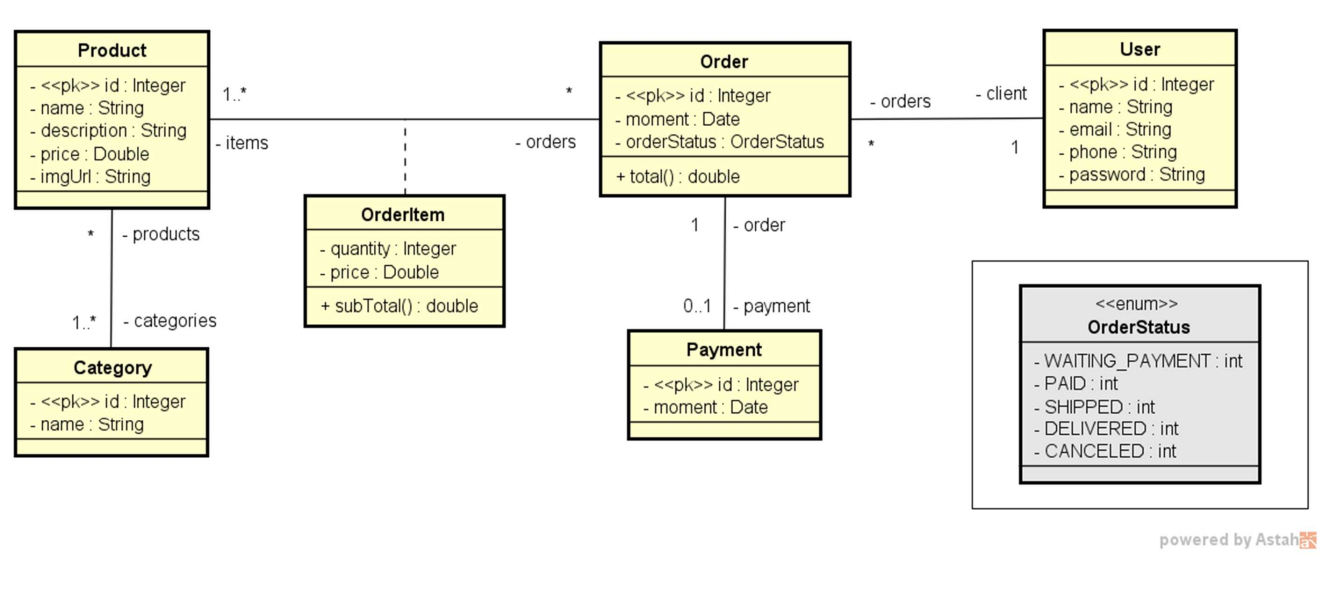 Product
- <<pk>> id : Integer
- name : String
- description : String
- price : Double
- imgUrl : String
1..*
*
- items
- orders
Order
- <<pk>> id : Integer
- moment : Date
- orderStatus : OrderStatus
+ total() : double
- orders
- client
*
1
User
- <<pk>> id : Integer
- name : String
- email : String
- phone : String
- password : String
OrderItem
- quantity : Integer
- price : Double
+ subTotal() : double
* - products
1..* - categories
Category
- <<pk>> id : Integer
- name : String
1 - order
0..1 - payment
Payment
- <<pk>> id : Integer
- moment : Date
<<enum>>
OrderStatus
- WAITING_PAYMENT : int
- PAID : int
- SHIPPED : int
- DELIVERED : int
- CANCELED : int
powered by Astah